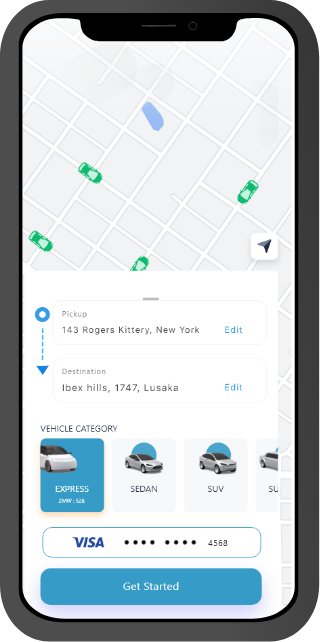 Pickup
143 Rogers Kittery, New York Edit
Destination
Ibex hills, 1747, Lusaka Edit
VEHICLE CATEGORY
EXPRESS SEDAN SUV SU
ZMW : 526
VISA •••• •••• 4568
Get Started